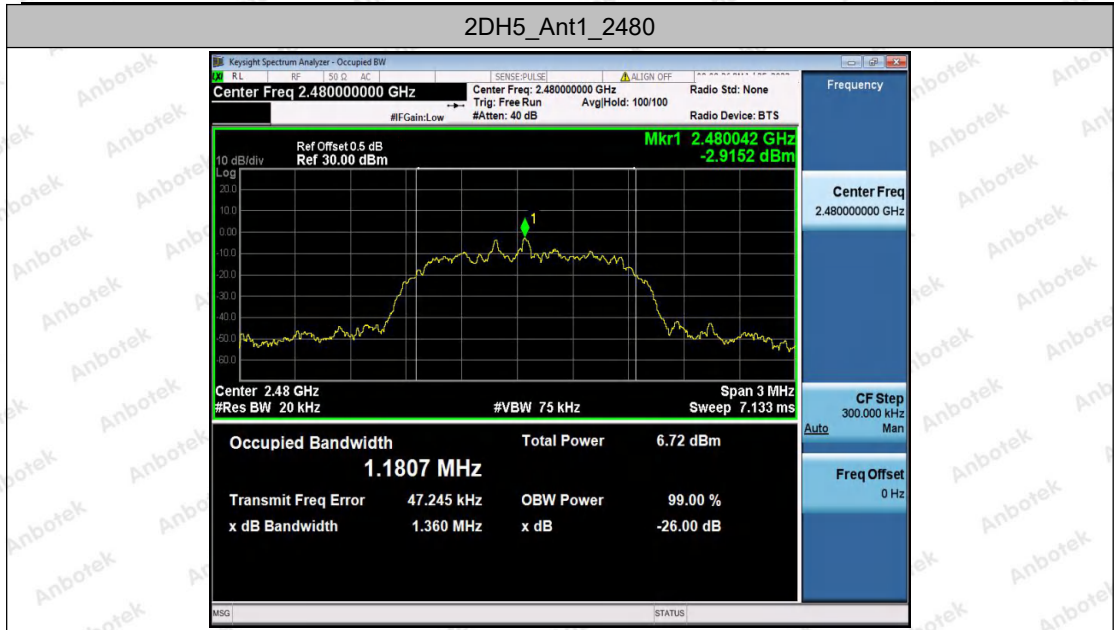 2DH5_Ant1_2480
Keysight Spectrum Analyzer - Occupied BW
RL RF 50 Ω AC SENSE:PULSE ALIGN OFF
Center Freq 2.480000000 GHz
Center Freq: 2.480000000 GHz Radio Std: None
Trig: Free Run Avg|Hold: 100/100
#IFGain:Low #Atten: 40 dB Radio Device: BTS
Ref Offset 0.5 dB
10 dB/div Ref 30.00 dBm
Mkr1 2.480042 GHz
-2.9152 dBm
Log
20.0
10.0
0.00
-10.0
-20.0
-30.0
-40.0
-50.0
-60.0
1
Center 2.48 GHz Span 3 MHz
#Res BW 20 kHz #VBW 75 kHz Sweep 7.133 ms
Occupied Bandwidth Total Power 6.72 dBm
1.1807 MHz
Transmit Freq Error 47.245 kHz OBW Power 99.00 %
x dB Bandwidth 1.360 MHz x dB -26.00 dB
MSG STATUS
Frequency
Center Freq
2.480000000 GHz
CF Step
300.000 kHz
Auto Man
Freq Offset
0 Hz
Anbotek